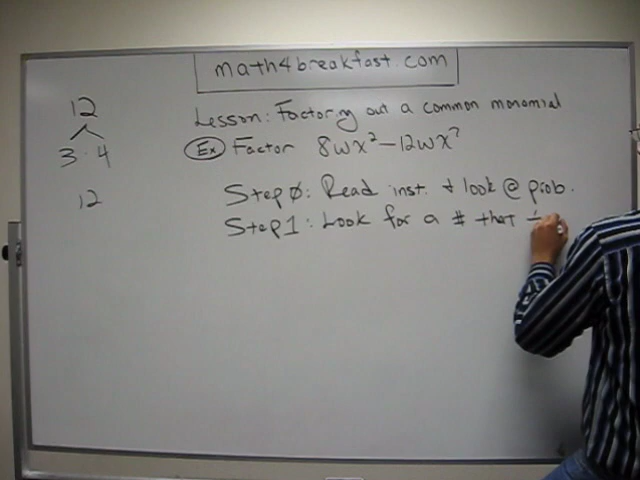 math4breakfast.com
12
3 · 4
12
Lesson: Factoring out a common monomial
Ex Factor 8wx² − 12wx⁷
Step 0: Read inst. + look @ prob.
Step 1: Look for a # that ÷